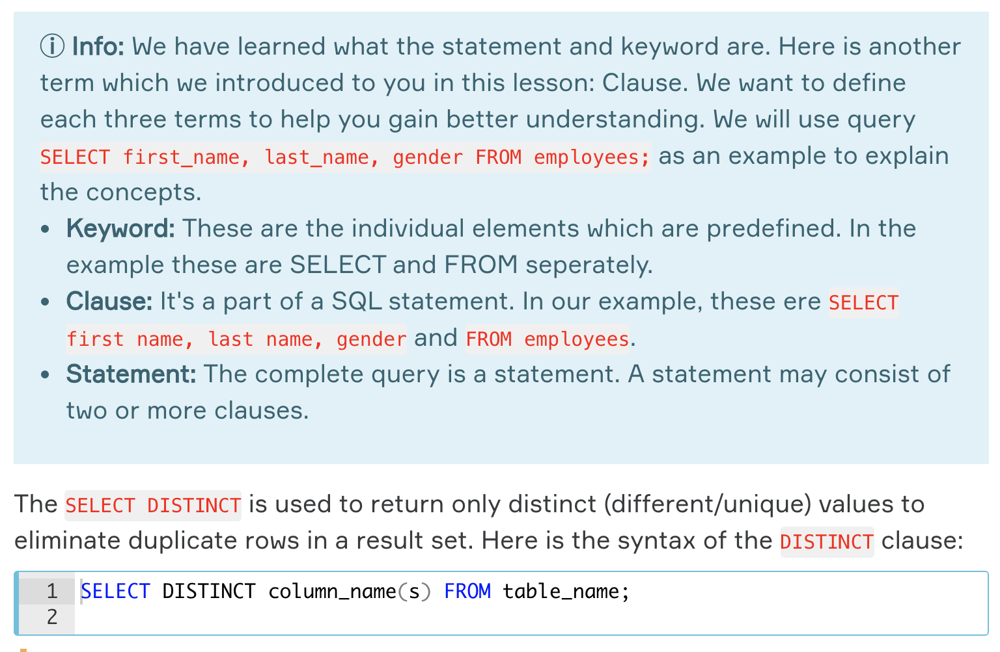 ⓘ Info: We have learned what the statement and keyword are. Here is another
term which we introduced to you in this lesson: Clause. We want to define
each three terms to help you gain better understanding. We will use query
SELECT first_name, last_name, gender FROM employees; as an example to explain
the concepts.
• Keyword: These are the individual elements which are predefined. In the
example these are SELECT and FROM seperately.
• Clause: It's a part of a SQL statement. In our example, these ere SELECT
first name, last name, gender and FROM employees.
• Statement: The complete query is a statement. A statement may consist of
two or more clauses.
The SELECT DISTINCT is used to return only distinct (different/unique) values to
eliminate duplicate rows in a result set. Here is the syntax of the DISTINCT clause:
1 SELECT DISTINCT column_name(s) FROM table_name;
2